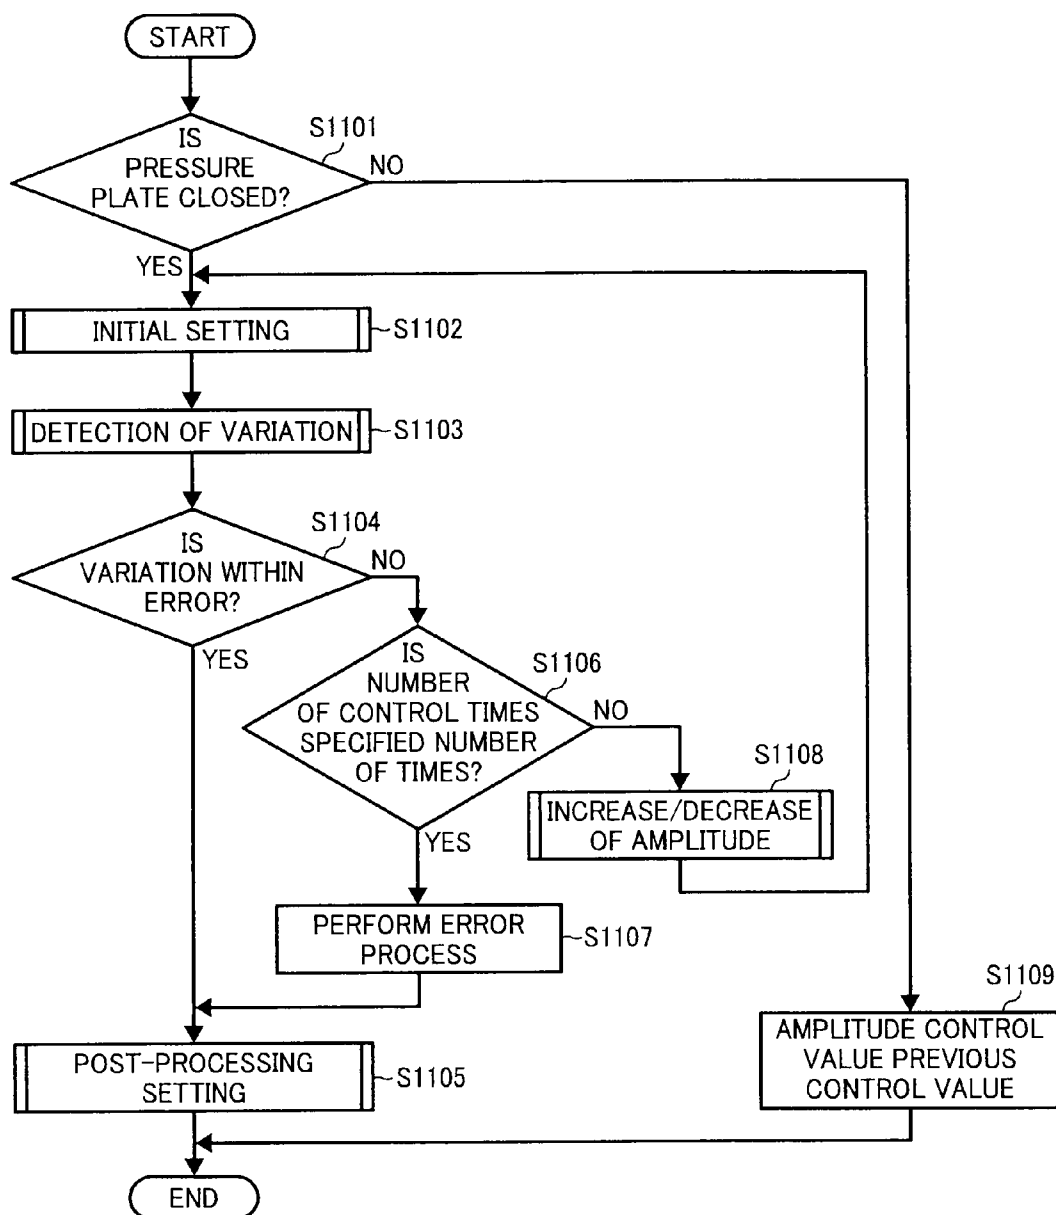 START
S1101
IS
PRESSURE
PLATE CLOSED?
NO
YES
INITIAL SETTING
S1102
DETECTION OF VARIATION
S1103
S1104
IS
VARIATION WITHIN
ERROR?
NO
YES
S1106
IS
NUMBER
OF CONTROL TIMES
SPECIFIED NUMBER
OF TIMES?
NO
YES
S1108
INCREASE/DECREASE
OF AMPLITUDE
PERFORM ERROR
PROCESS
S1107
S1109
AMPLITUDE CONTROL
VALUE PREVIOUS
CONTROL VALUE
POST-PROCESSING
SETTING
S1105
END